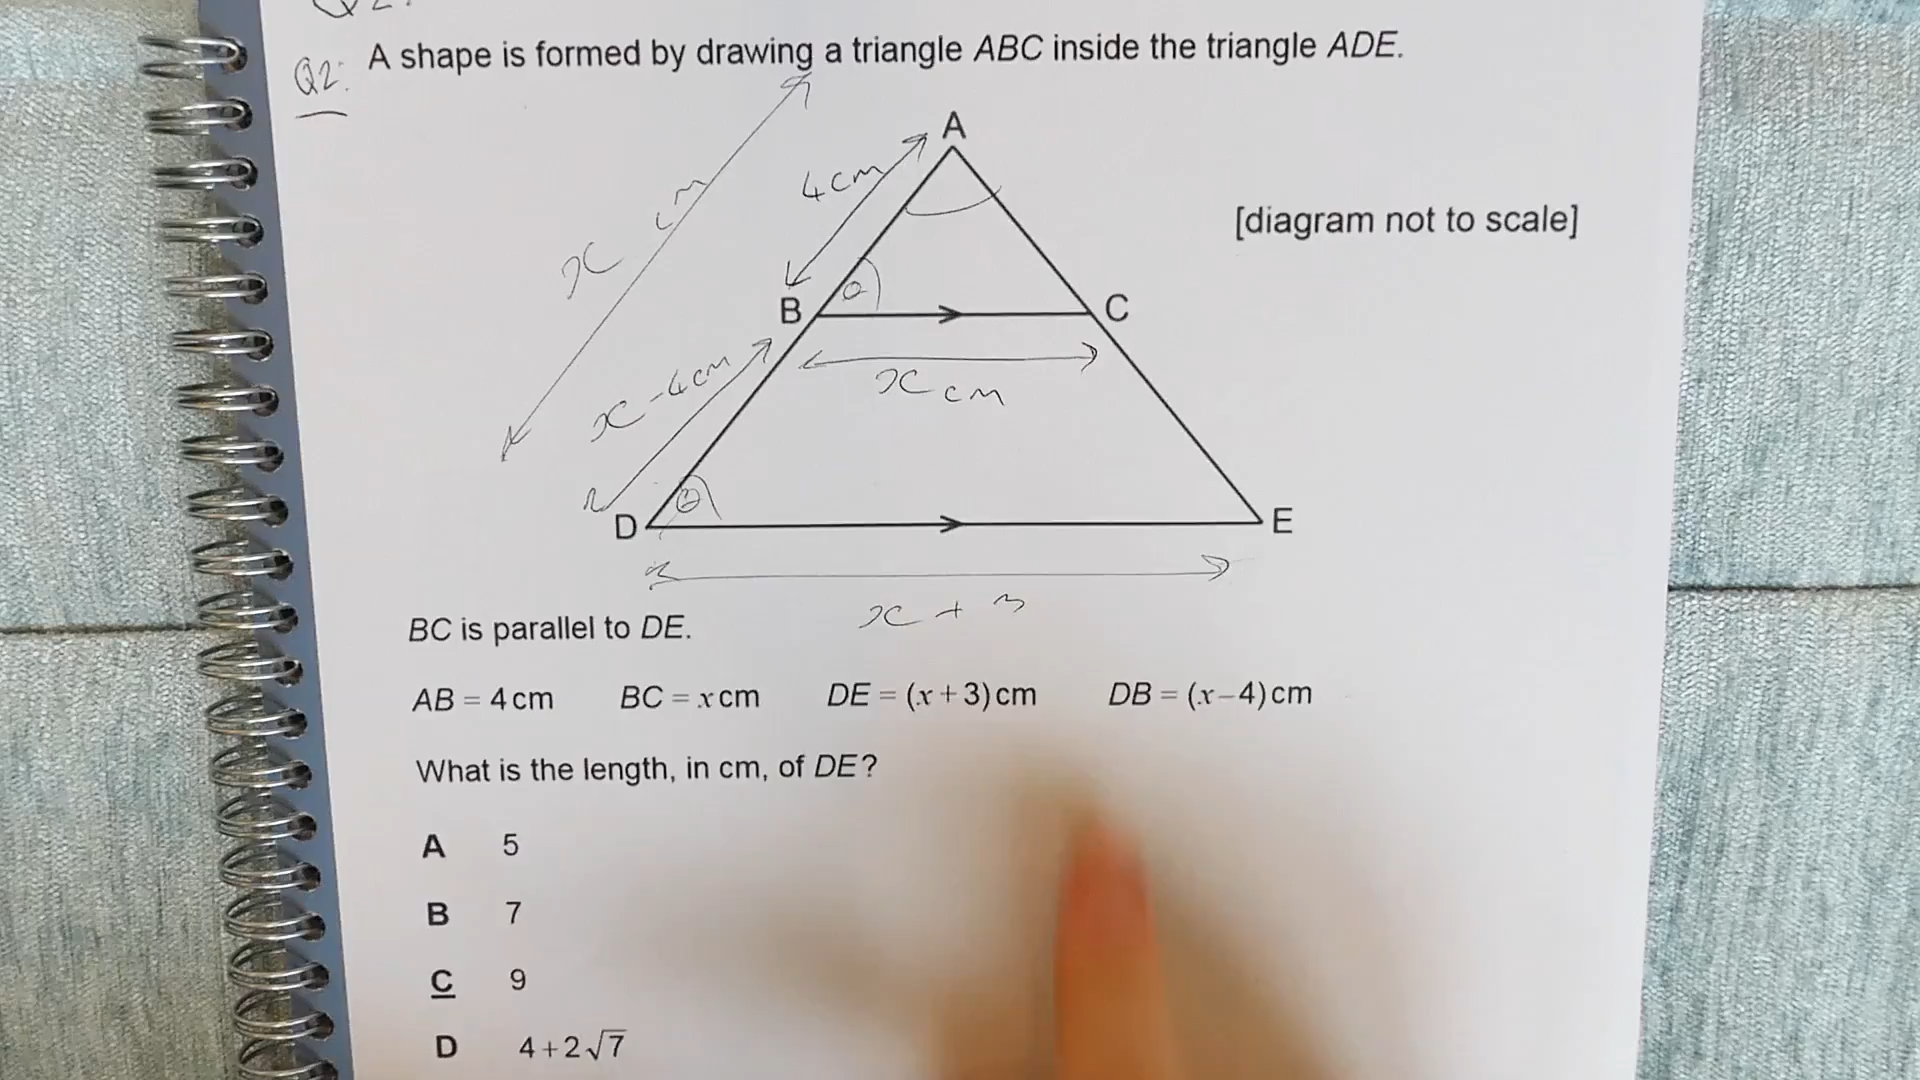 Q2: A shape is formed by drawing a triangle ABC inside the triangle ADE.
A
4cm
x cm
[diagram not to scale]
B
C
x-4cm
x cm
D
E
x + 3
BC is parallel to DE.
AB = 4 cm BC = x cm DE = (x+3) cm DB = (x-4) cm
What is the length, in cm, of DE?
A 5
B 7
C 9
D 4+2√7